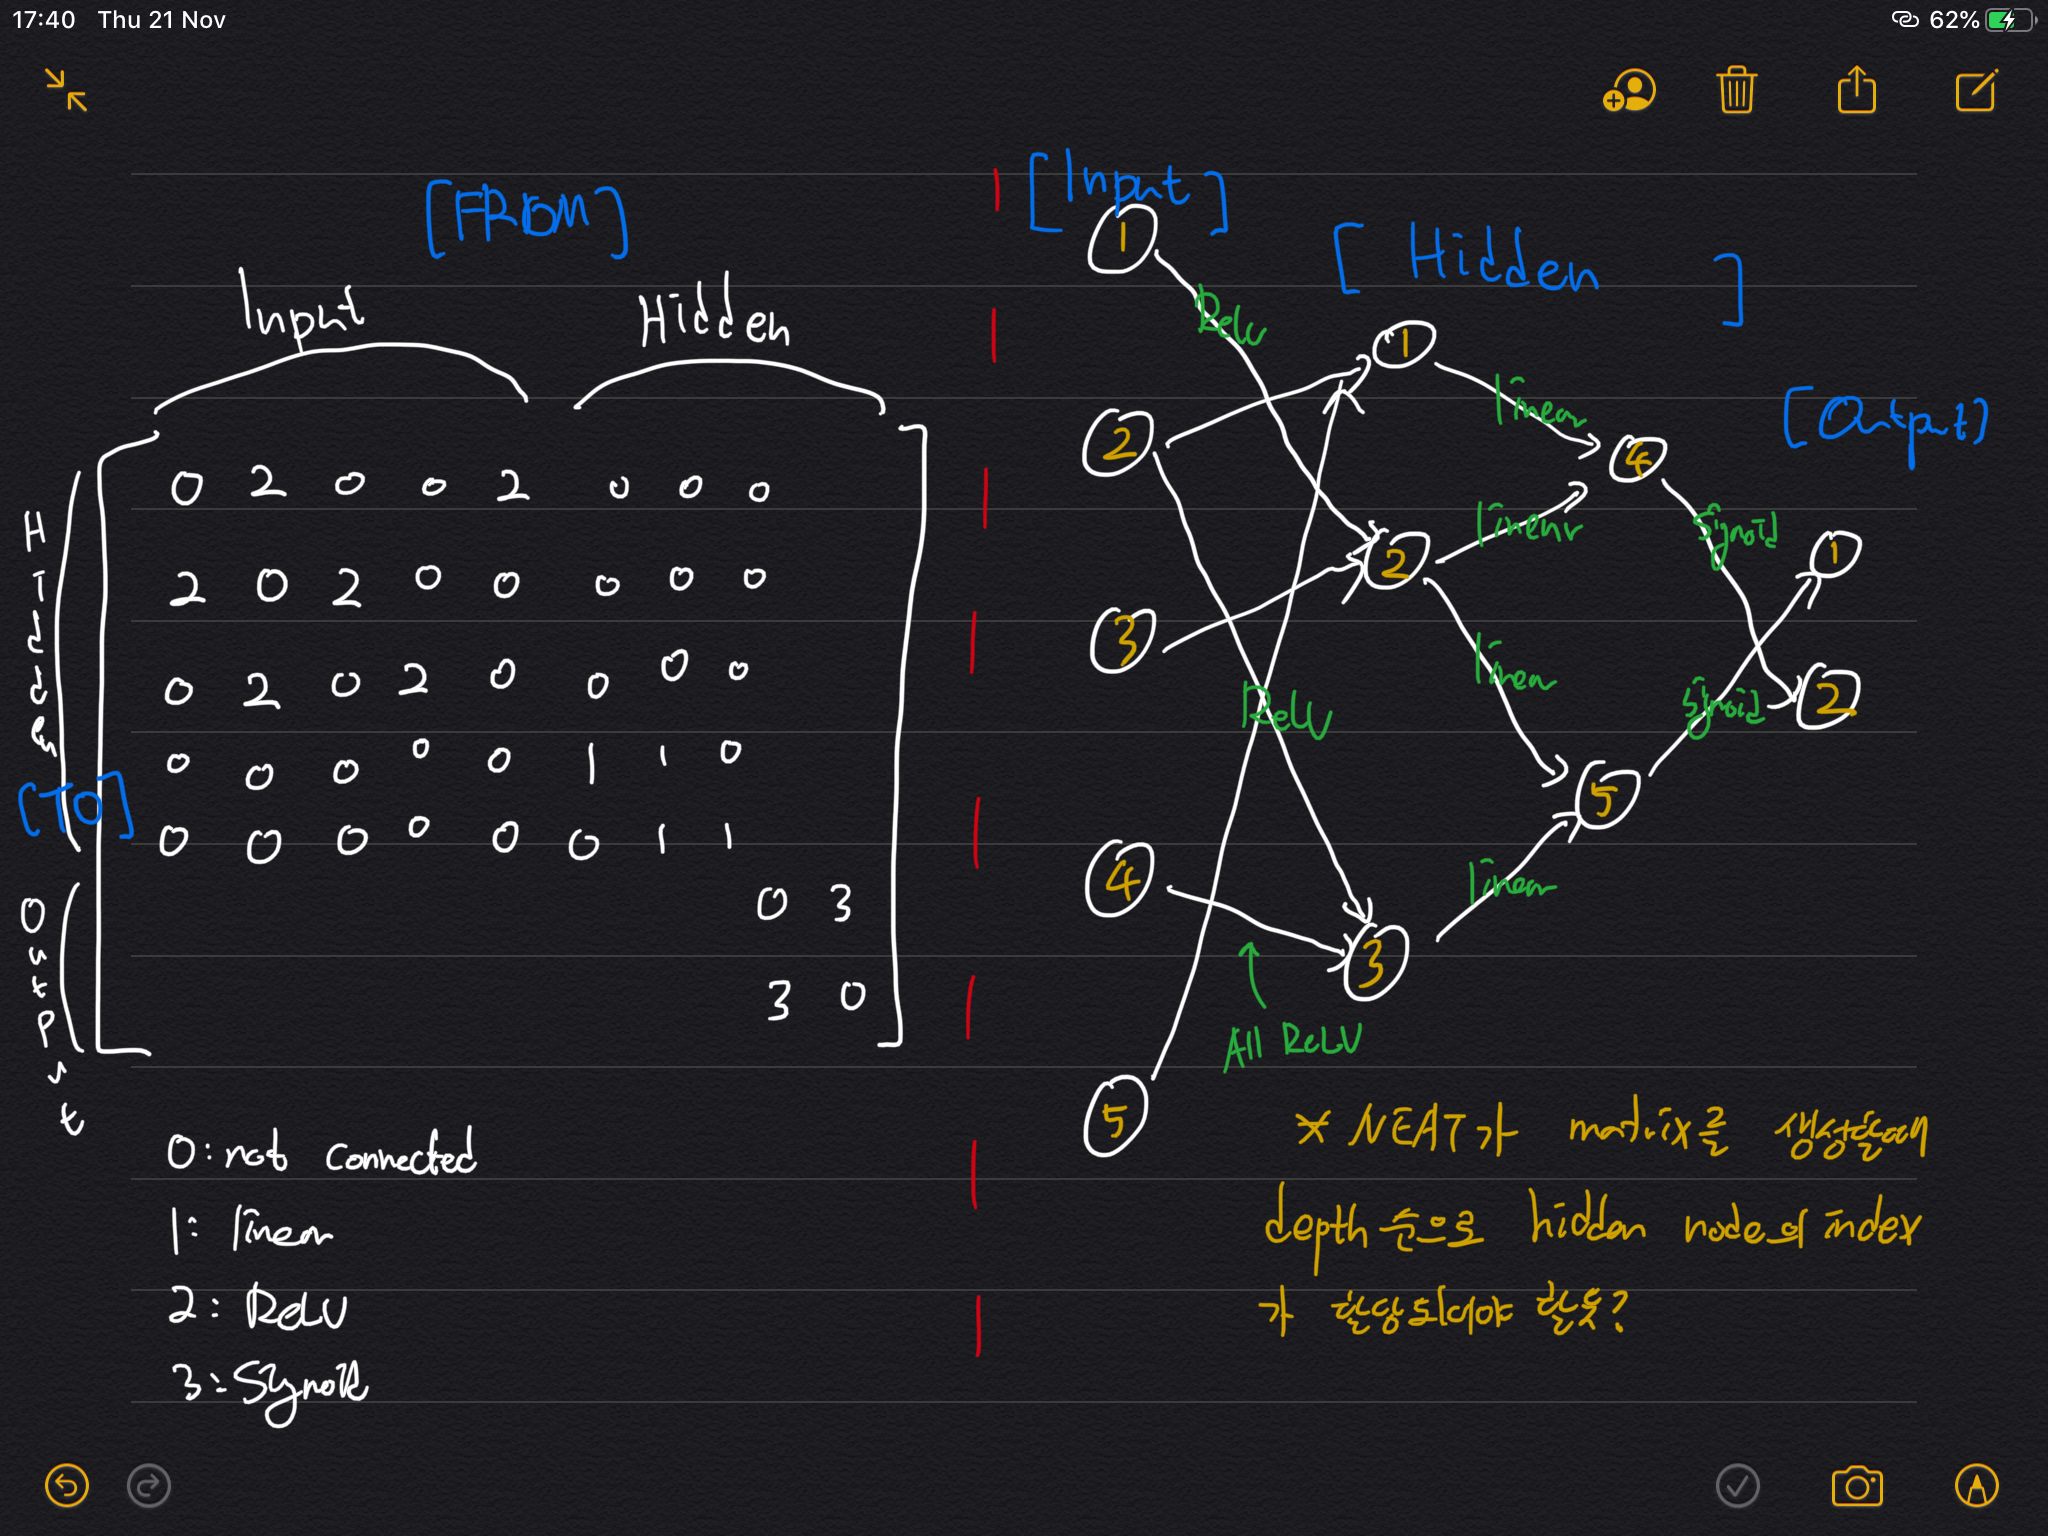 17:40 Thu 21 Nov
62%
[FROM]
Input
Hidden
Hidden
[TO]
Output
0 2 0 0 2 0 0 0
2 0 2 0 0 0 0 0
0 2 0 2 0 0 0 0
0 0 0 0 0 1 1 0
0 0 0 0 0 0 1 1
0 3
3 0
0: not connected
1: linear
2: ReLU
3: Sigmoid
[Input]
[Hidden]
[Output]
1
2
3
4
5
1
2
3
4
5
1
2
Relu
ReLU
All ReLU
linear
linear
linear
linear
Sigmoid
Sigmoid
* NEAT가 matrix를 생성할때
depth 순으로 hidden node의 index
가 할당되어야 할듯?